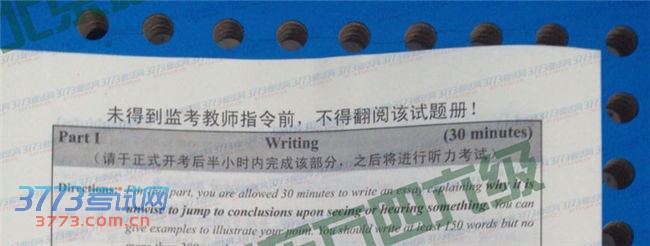 未得到监考教师指令前，不得翻阅该试题册！
Part I Writing (30 minutes)
（请于正式开考后半小时内完成该部分，之后将进行听力考试）
Directions: part, you are allowed 30 minutes to write an essay explaining why it is
unwise to jump to conclusions upon seeing or hearing something. You can
give examples to illustrate your point. You should write at least 150 words but no
more than 200
3773考试网
3773.com.cn